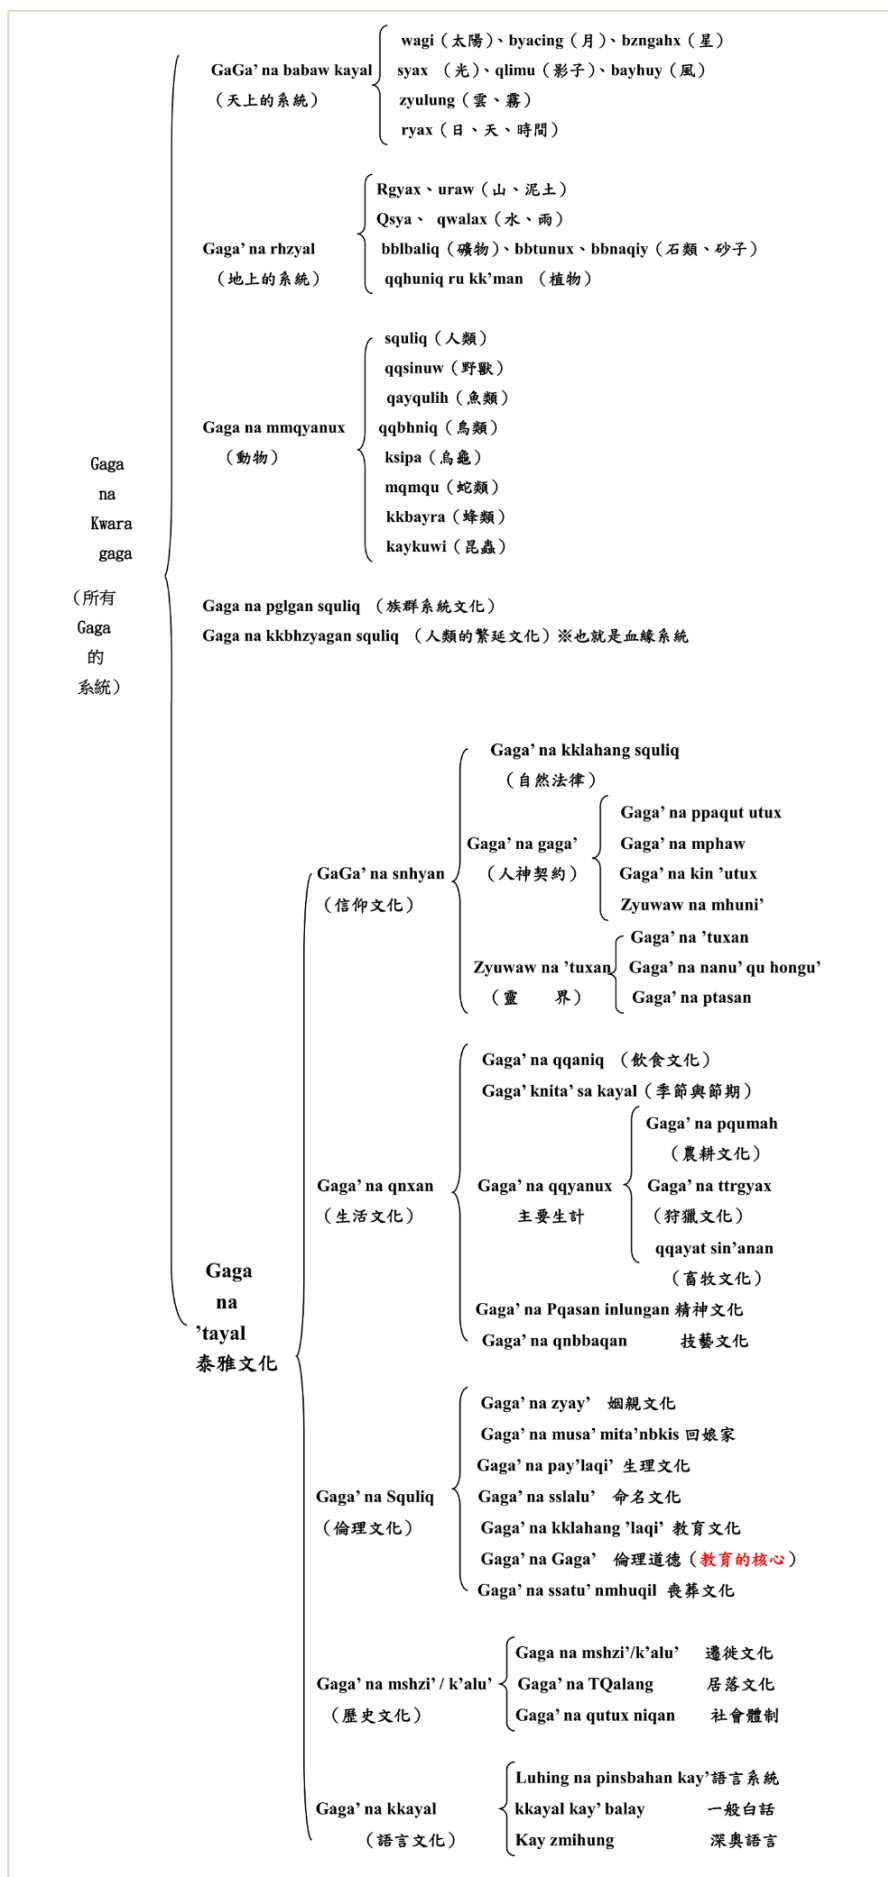 Gaga
na
Kwara
gaga
（所有
Gaga
的
系統）
GaGa’ na babaw kayal
（天上的系統）
wagi（太陽）、byacing（月）、bzngahx（星）
syax （光）、qlimu（影子）、bayhuy（風）
zyulung（雲、霧）
ryax（日、天、時間）
Gaga’ na rhzyal
（地上的系統）
Rgyax、uraw（山、泥土）
Qsya、 qwalax（水、雨）
bblbaliq（礦物）、bbtunux、bbnaqiy（石類、砂子）
qqhuniq ru kk’man （植物）
Gaga na mmqyanux
（動物）
squliq（人類）
qqsinuw（野獸）
qayqulih（魚類）
qqbhniq（鳥類）
ksipa（烏龜）
mqmqu（蛇類）
kkbayra（蜂類）
kaykuwi（昆蟲）
Gaga na pglgan squliq （族群系統文化）
Gaga na kkbhzyagan squliq （人類的繁延文化）※也就是血緣系統
Gaga
na
’tayal
泰雅文化
GaGa’ na snhyan
（信仰文化）
Gaga’ na kklahang squliq
（自然法律）
Gaga’ na gaga’
（人神契約）
Gaga’ na ppaqut utux
Gaga’ na mphaw
Gaga’ na kin ’utux
Zyuwaw na mhuni’
Zyuwaw na ’tuxan
（靈 界）
Gaga’ na ’tuxan
Gaga’ na nanu’ qu hongu’
Gaga’ na ptasan
Gaga’ na qnxan
（生活文化）
Gaga’ na qqaniq （飲食文化）
Gaga’ knita’ sa kayal（季節與節期）
Gaga’ na qqyanux
主要生計
Gaga’ na pqumah
（農耕文化）
Gaga’ na ttrgyax
（狩獵文化）
qqayat sin’anan
（畜牧文化）
Gaga’ na Pqasan inlungan 精神文化
Gaga’ na qnbbaqan 技藝文化
Gaga’ na Squliq
（倫理文化）
Gaga’ na zyay’ 姻親文化
Gaga’ na musa’ mita’nbkis 回娘家
Gaga’ na pay’laqi’ 生理文化
Gaga’ na sslalu’ 命名文化
Gaga’ na kklahang ’laqi’ 教育文化
Gaga’ na Gaga’ 倫理道德（教育的核心）
Gaga’ na ssatu’ nmhuqil 喪葬文化
Gaga’ na mshzi’ / k’alu’
（歷史文化）
Gaga na mshzi’/k’alu’ 遷徙文化
Gaga’ na TQalang 居落文化
Gaga’ na qutux niqan 社會體制
Gaga’ na kkayal
（語言文化）
Luhing na pinsbahan kay’語言系統
kkayal kay’ balay 一般白話
Kay zmihung 深奧語言